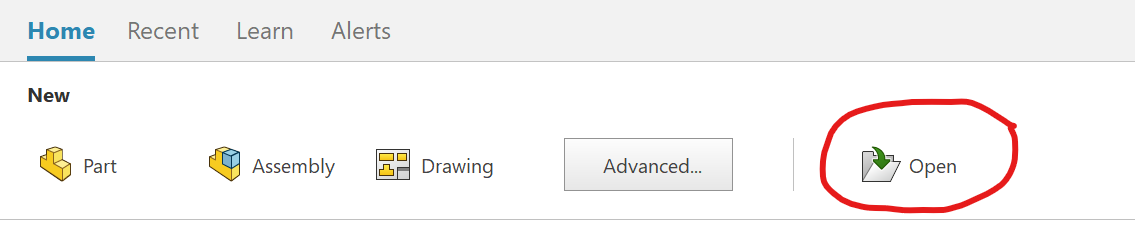 Home Recent Learn Alerts
New
Part Assembly Drawing Advanced... Open